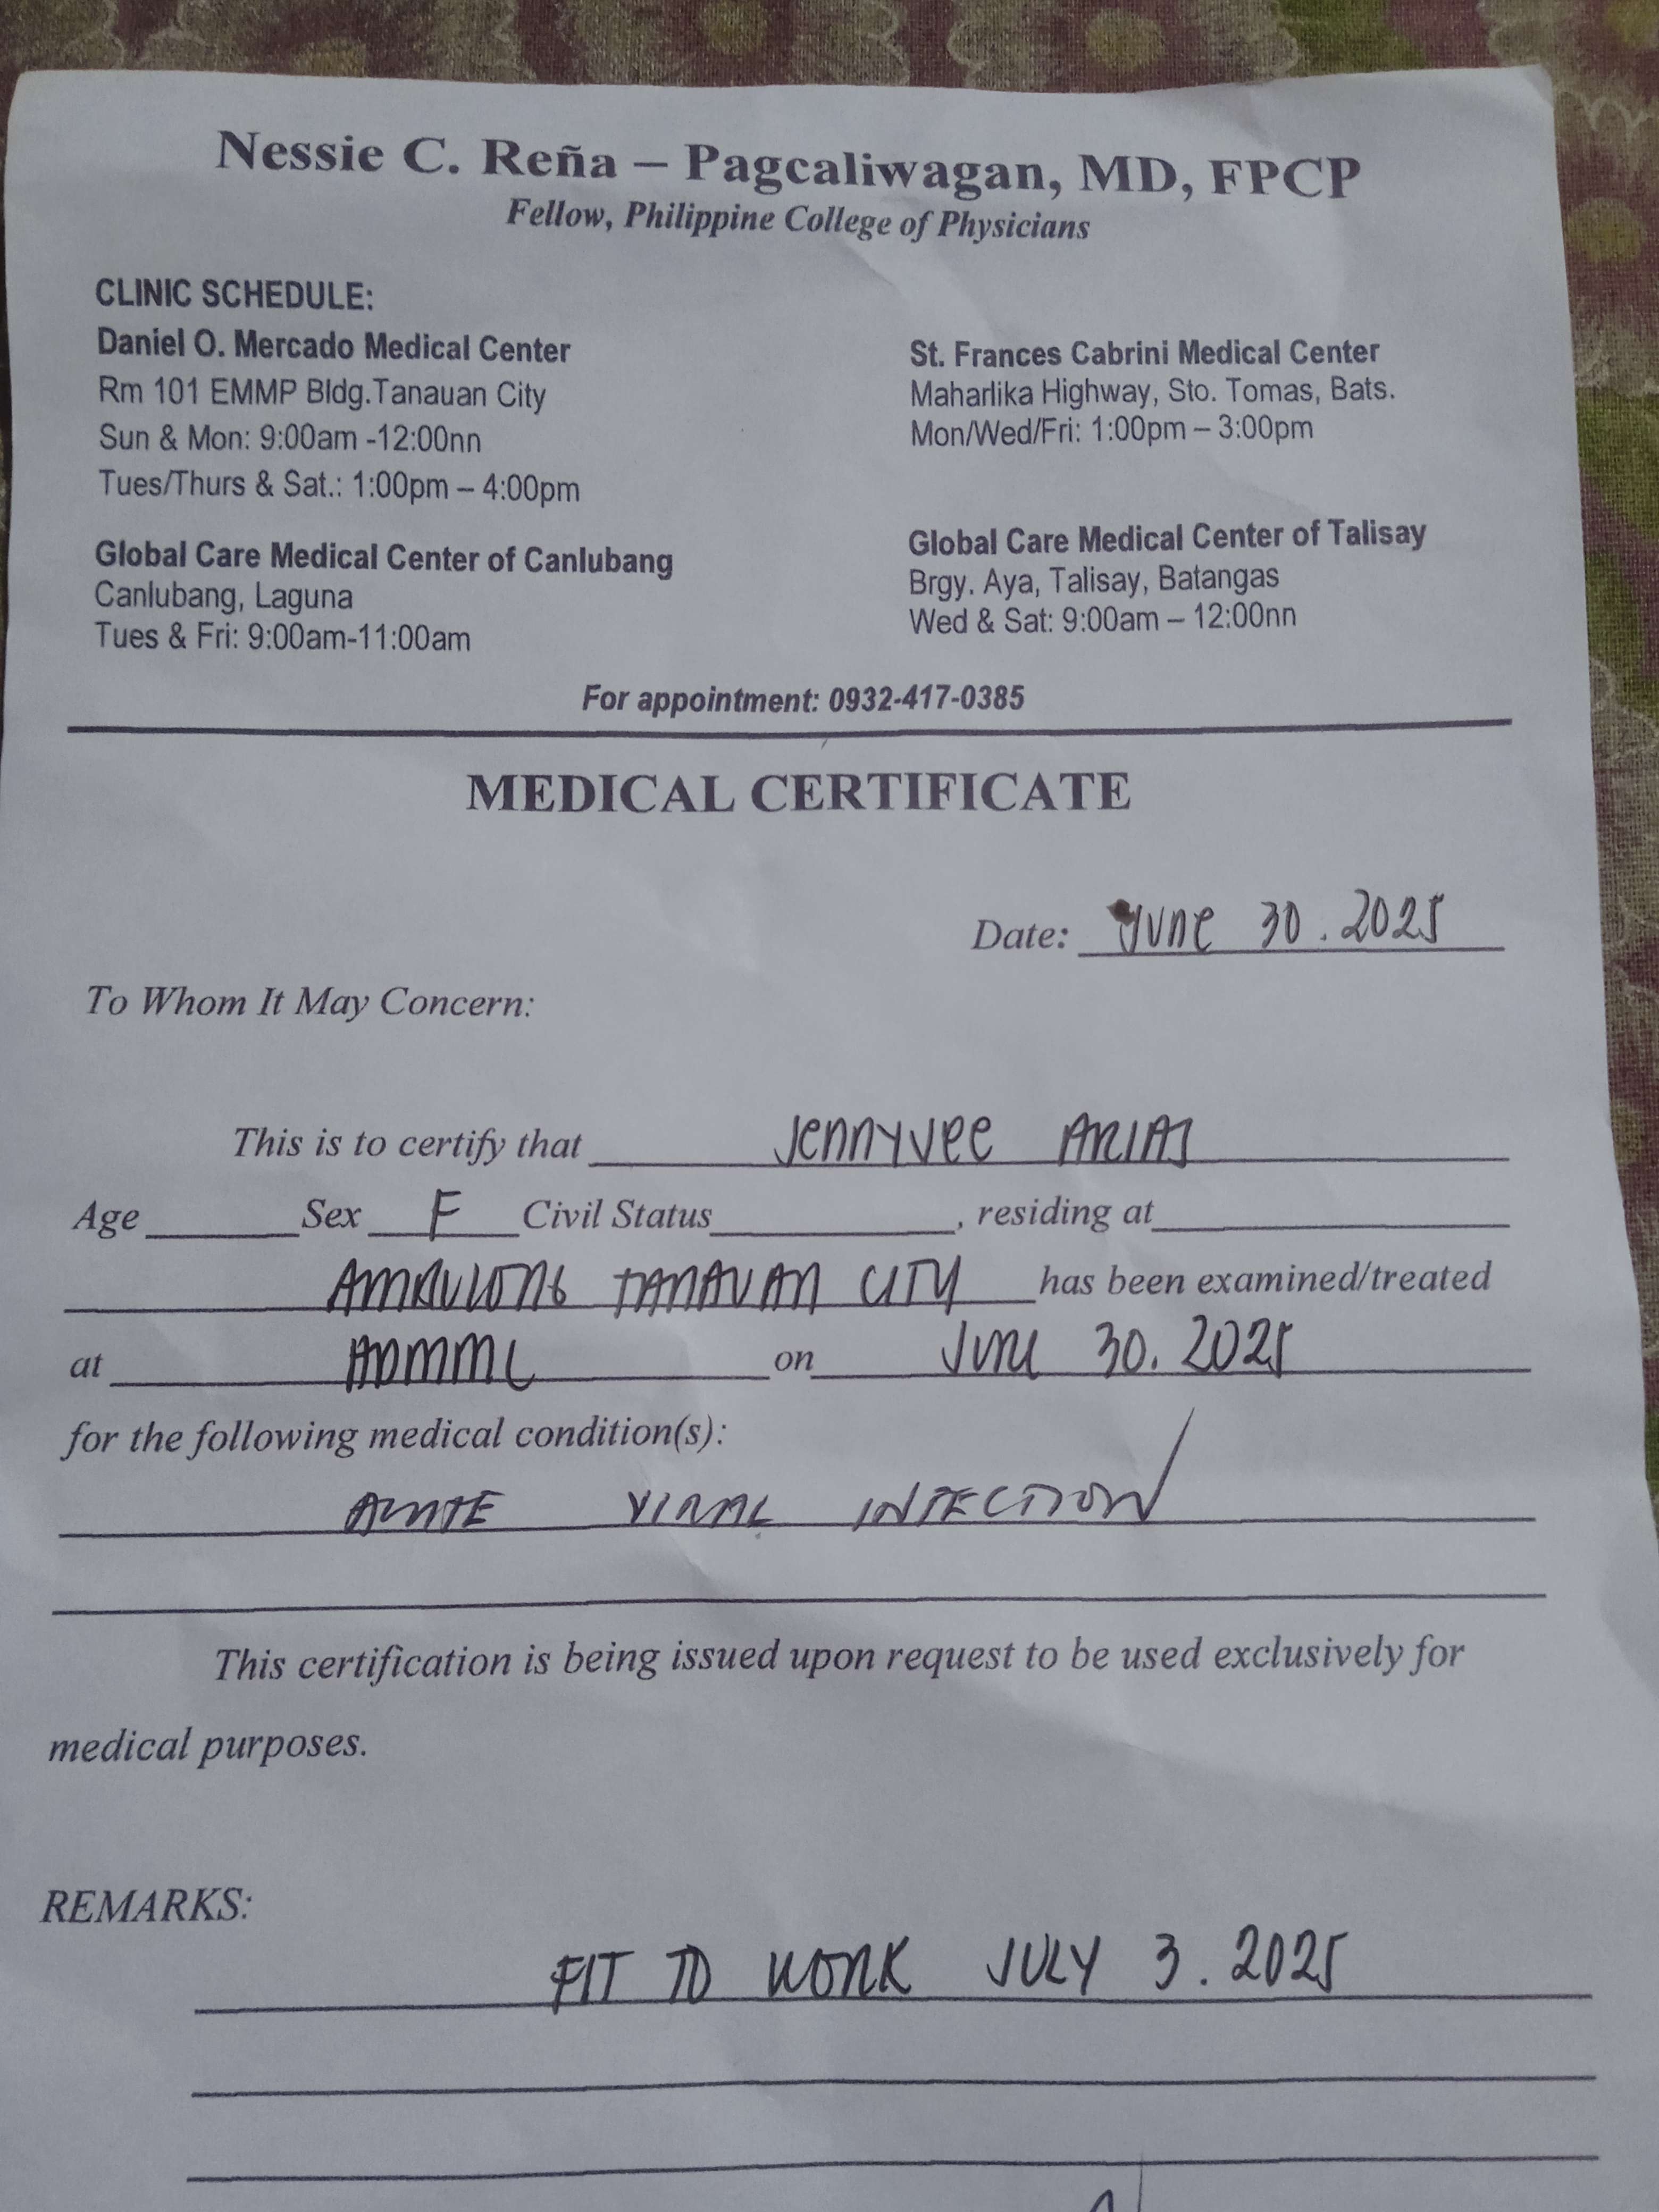 Nessie C. Reña – Pagcaliwagan, MD, FPCP
Fellow, Philippine College of Physicians
CLINIC SCHEDULE:
Daniel O. Mercado Medical Center
Rm 101 EMMP Bldg.Tanauan City
Sun & Mon: 9:00am -12:00nn
Tues/Thurs & Sat.: 1:00pm – 4:00pm
St. Frances Cabrini Medical Center
Maharlika Highway, Sto. Tomas, Bats.
Mon/Wed/Fri: 1:00pm – 3:00pm
Global Care Medical Center of Canlubang
Canlubang, Laguna
Tues & Fri: 9:00am-11:00am
Global Care Medical Center of Talisay
Brgy. Aya, Talisay, Batangas
Wed & Sat: 9:00am – 12:00nn
For appointment: 0932-417-0385
MEDICAL CERTIFICATE
Date: June 30. 2025
To Whom It May Concern:
This is to certify that Jennyvee ARIAS
Age Sex F Civil Status , residing at
TANAUAN CITY has been examined/treated
at on June 30. 2025
for the following medical condition(s):
ACUTE VIRAL INFECTION
This certification is being issued upon request to be used exclusively for
medical purposes.
REMARKS:
FIT TO WORK JULY 3. 2025